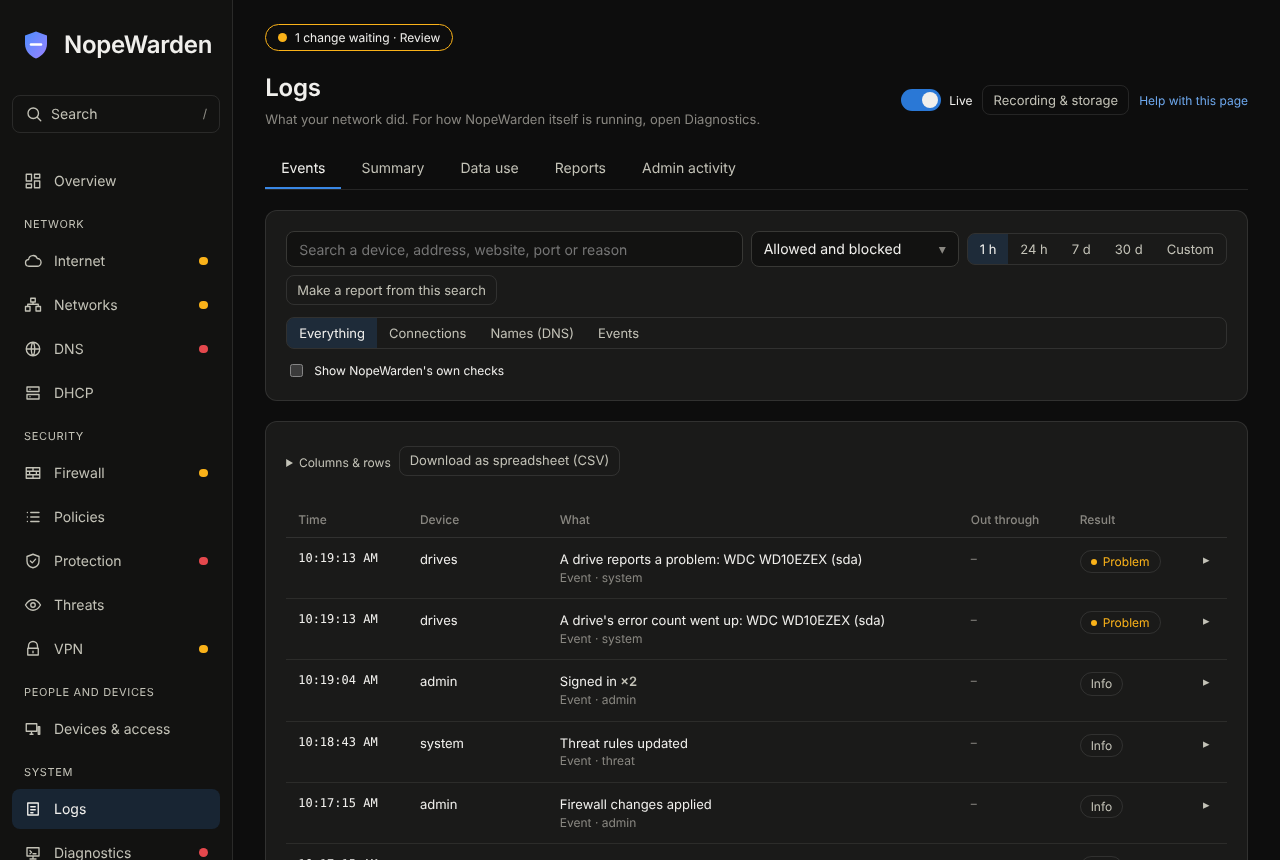 NopeWarden
Search /
Overview
NETWORK
Internet
Networks
DNS
DHCP
SECURITY
Firewall
Policies
Protection
Threats
VPN
PEOPLE AND DEVICES
Devices & access
SYSTEM
Logs
Diagnostics
1 change waiting · Review
Logs
What your network did. For how NopeWarden itself is running, open Diagnostics.
Live
Recording & storage
Help with this page
Events Summary Data use Reports Admin activity
Search a device, address, website, port or reason
Allowed and blocked
1 h 24 h 7 d 30 d Custom
Make a report from this search
Everything Connections Names (DNS) Events
Show NopeWarden's own checks
Columns & rows
Download as spreadsheet (CSV)
Time Device What Out through Result
10:19:13 AM drives A drive reports a problem: WDC WD10EZEX (sda) – Problem
Event · system
10:19:13 AM drives A drive's error count went up: WDC WD10EZEX (sda) – Problem
Event · system
10:19:04 AM admin Signed in ×2 – Info
Event · admin
10:18:43 AM system Threat rules updated – Info
Event · threat
10:17:15 AM admin Firewall changes applied – Info
Event · admin